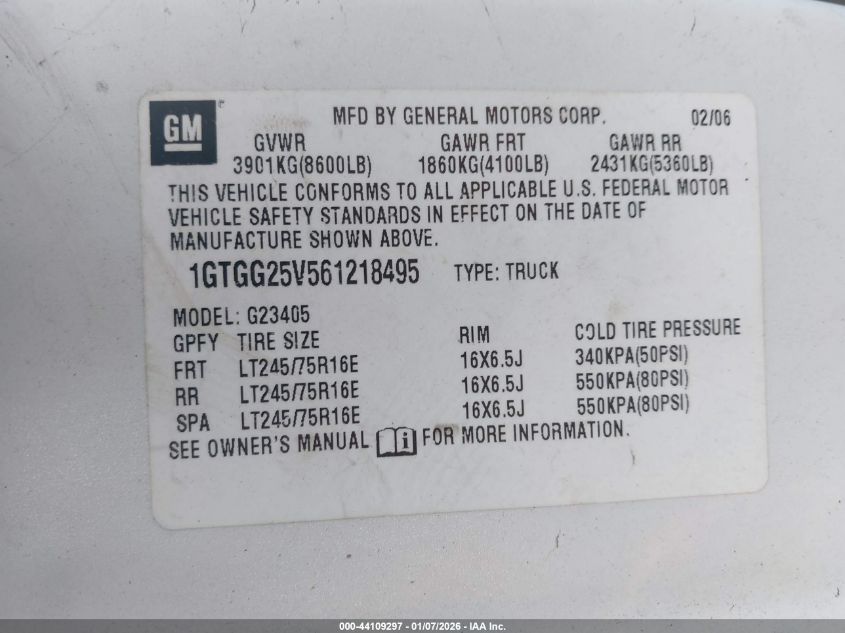 GM ®
MFD BY GENERAL MOTORS CORP. 02/06
GVWR GAWR FRT GAWR RR
3901KG(8600LB) 1860KG(4100LB) 2431KG(5360LB)
THIS VEHICLE CONFORMS TO ALL APPLICABLE U.S. FEDERAL MOTOR
VEHICLE SAFETY STANDARDS IN EFFECT ON THE DATE OF
MANUFACTURE SHOWN ABOVE.
1GTGG25V561218495 TYPE: TRUCK
MODEL: G23405
GPFY TIRE SIZE RIM COLD TIRE PRESSURE
FRT LT245/75R16E 16X6.5J 340KPA(50PSI)
RR LT245/75R16E 16X6.5J 550KPA(80PSI)
SPA LT245/75R16E 16X6.5J 550KPA(80PSI)
SEE OWNER'S MANUAL i FOR MORE INFORMATION.
000-44109297 - 01/07/2026 - IAA Inc.